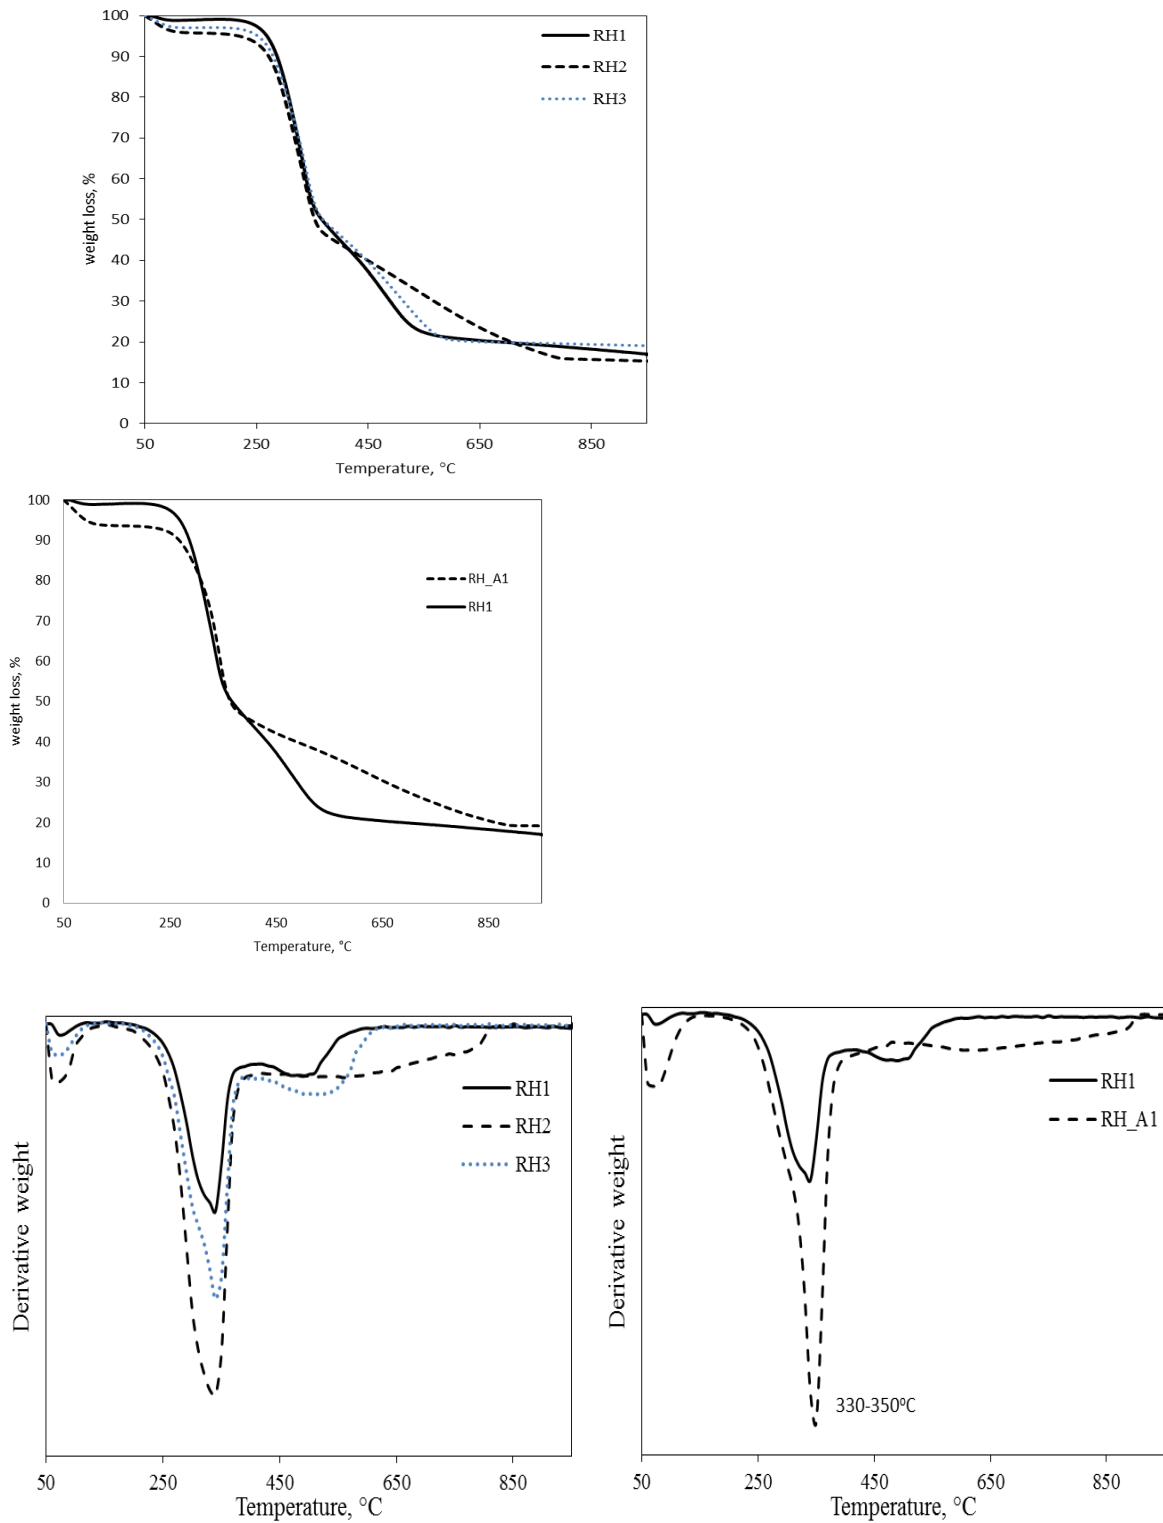 100
90
80
70
60
50
40
30
20
10
0
weight loss, %
RH1
RH2
RH3
50 250 450 650 850
Temperature, °C
100
90
80
70
60
50
40
30
20
10
0
weight loss, %
RH_A1
RH1
50 250 450 650 850
Temperature, °C
Derivative weight
RH1
RH2
RH3
50 250 450 650 850
Temperature, °C
Derivative weight
RH1
RH_A1
330-350⁰C
50 250 450 650 850
Temperature, °C